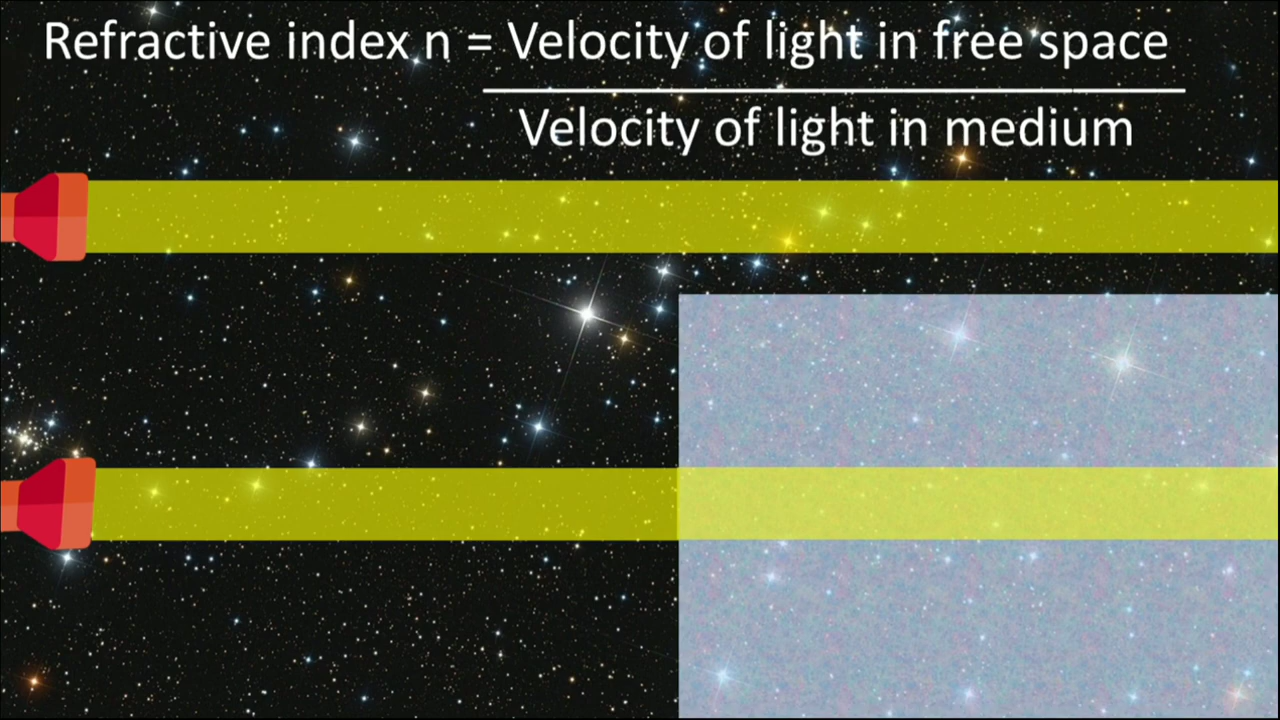 Refractive index n = Velocity of light in free space
Velocity of light in medium